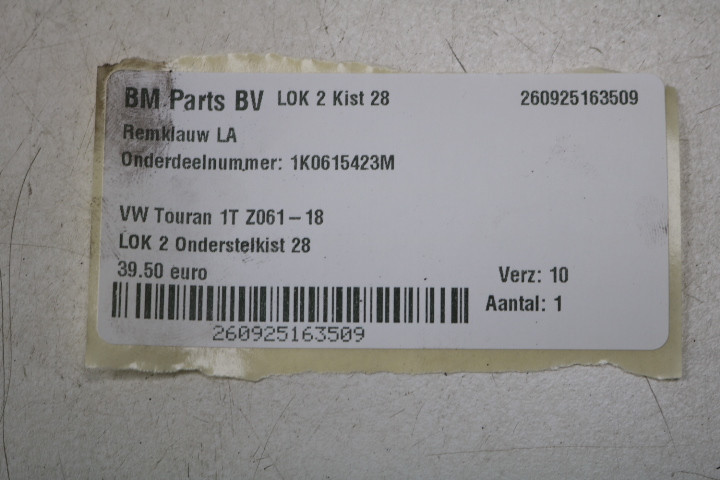 BM Parts BV LOK 2 Kist 28 260925163509
Remklauw LA
Onderdeelnummer: 1K0615423M
VW Touran 1T Z061-18
LOK 2 Onderstelkist 28
39.50 euro Verz: 10
Aantal: 1
260925163509